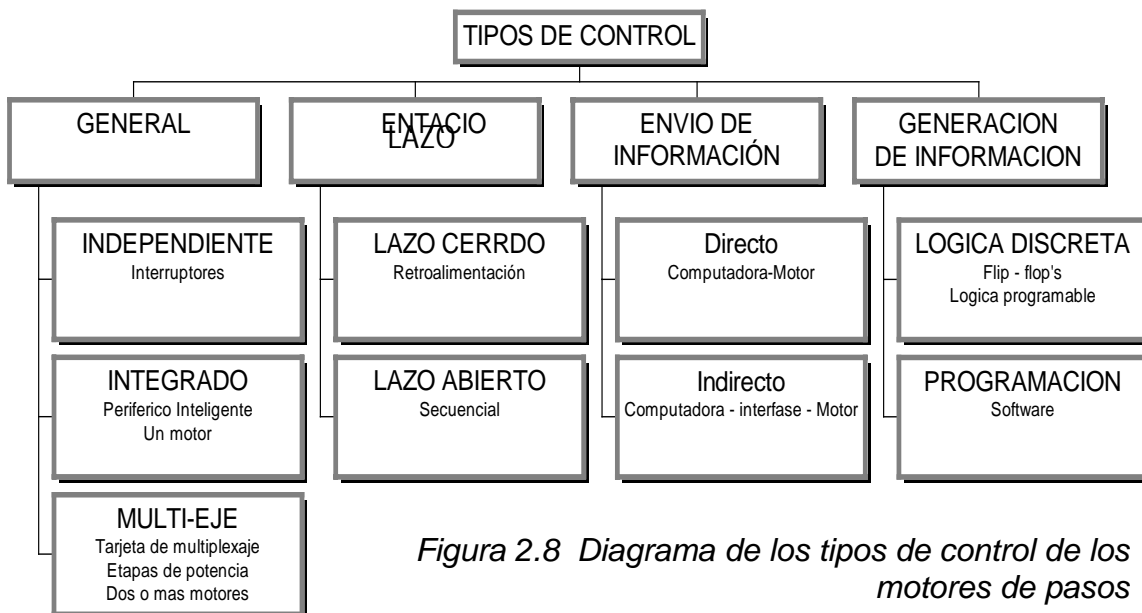 TIPOS DE CONTROL
GENERAL
ENTACIO
LAZO
ENVIO DE
INFORMACIÓN
GENERACION
DE INFORMACION
INDEPENDIENTE
Interruptores
LAZO CERRDO
Retroalimentación
Directo
Computadora-Motor
LOGICA DISCRETA
Flip - flop's
Logica programable
INTEGRADO
Periferico Inteligente
Un motor
LAZO ABIERTO
Secuencial
Indirecto
Computadora - interfase - Motor
PROGRAMACION
Software
MULTI-EJE
Tarjeta de multiplexaje
Etapas de potencia
Dos o mas motores
Figura 2.8 Diagrama de los tipos de control de los
motores de pasos